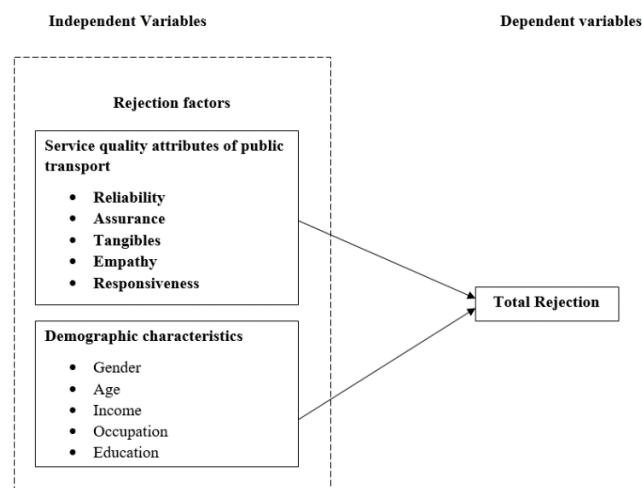 Independent Variables
Dependent variables
Rejection factors
Service quality attributes of public
transport
• Reliability
• Assurance
• Tangibles
• Empathy
• Responsiveness
Total Rejection
Demographic characteristics
• Gender
• Age
• Income
• Occupation
• Education